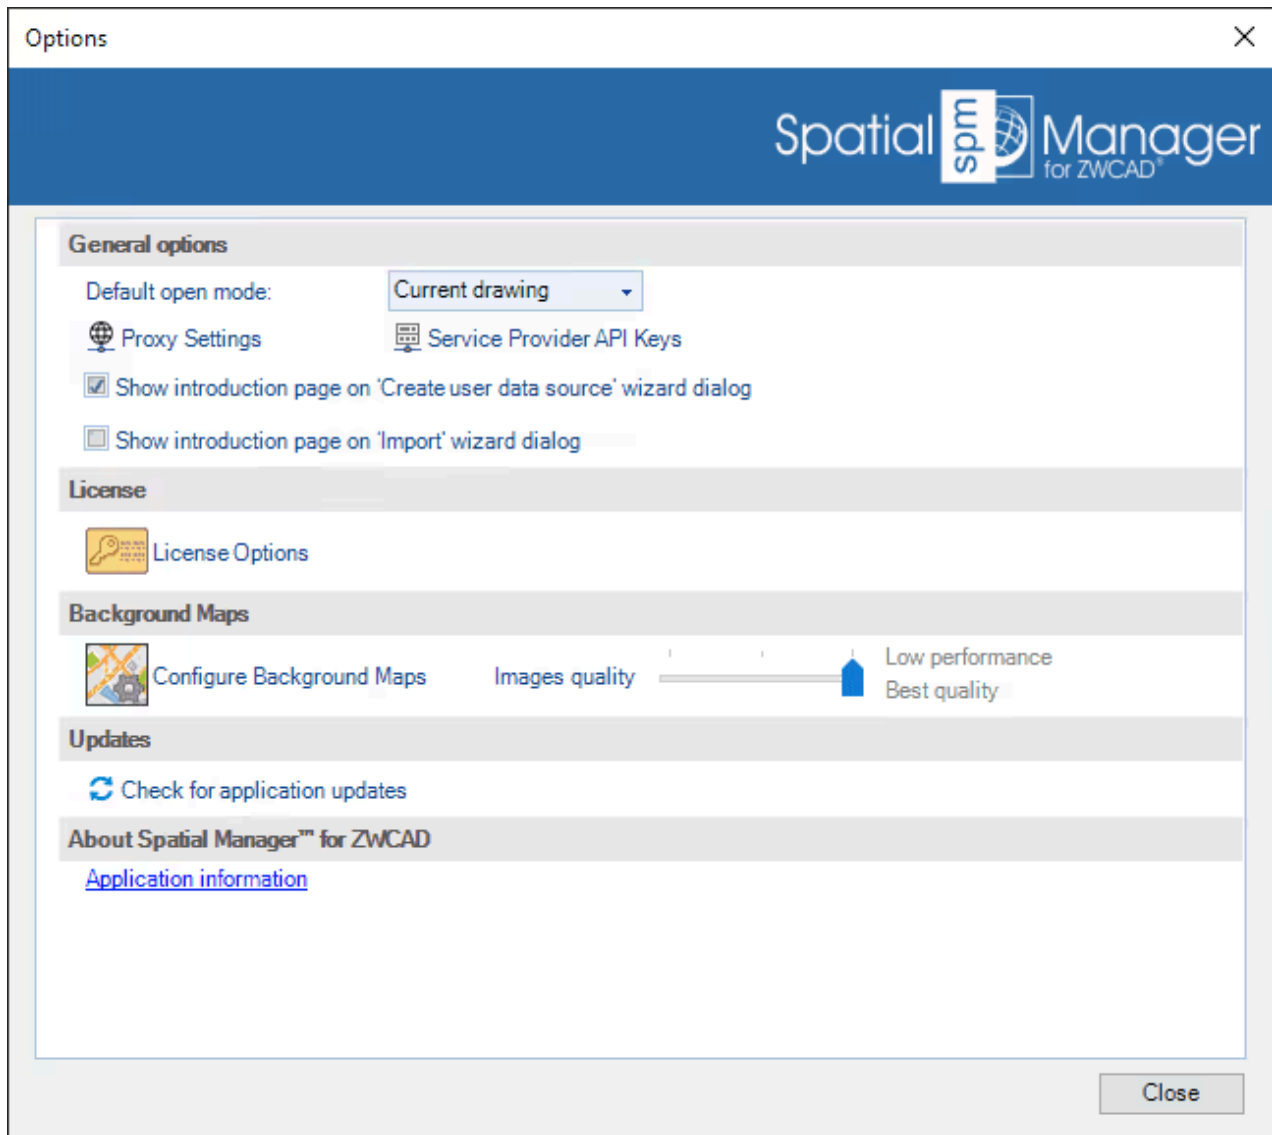 Options
Spatial spm Manager
for ZWCAD®
General options
Default open mode: Current drawing
Proxy Settings Service Provider API Keys
Show introduction page on 'Create user data source' wizard dialog
Show introduction page on 'Import' wizard dialog
License
License Options
Background Maps
Low performance
Configure Background Maps Images quality
Best quality
Updates
Check for application updates
About Spatial Manager™ for ZWCAD
Application information
Close